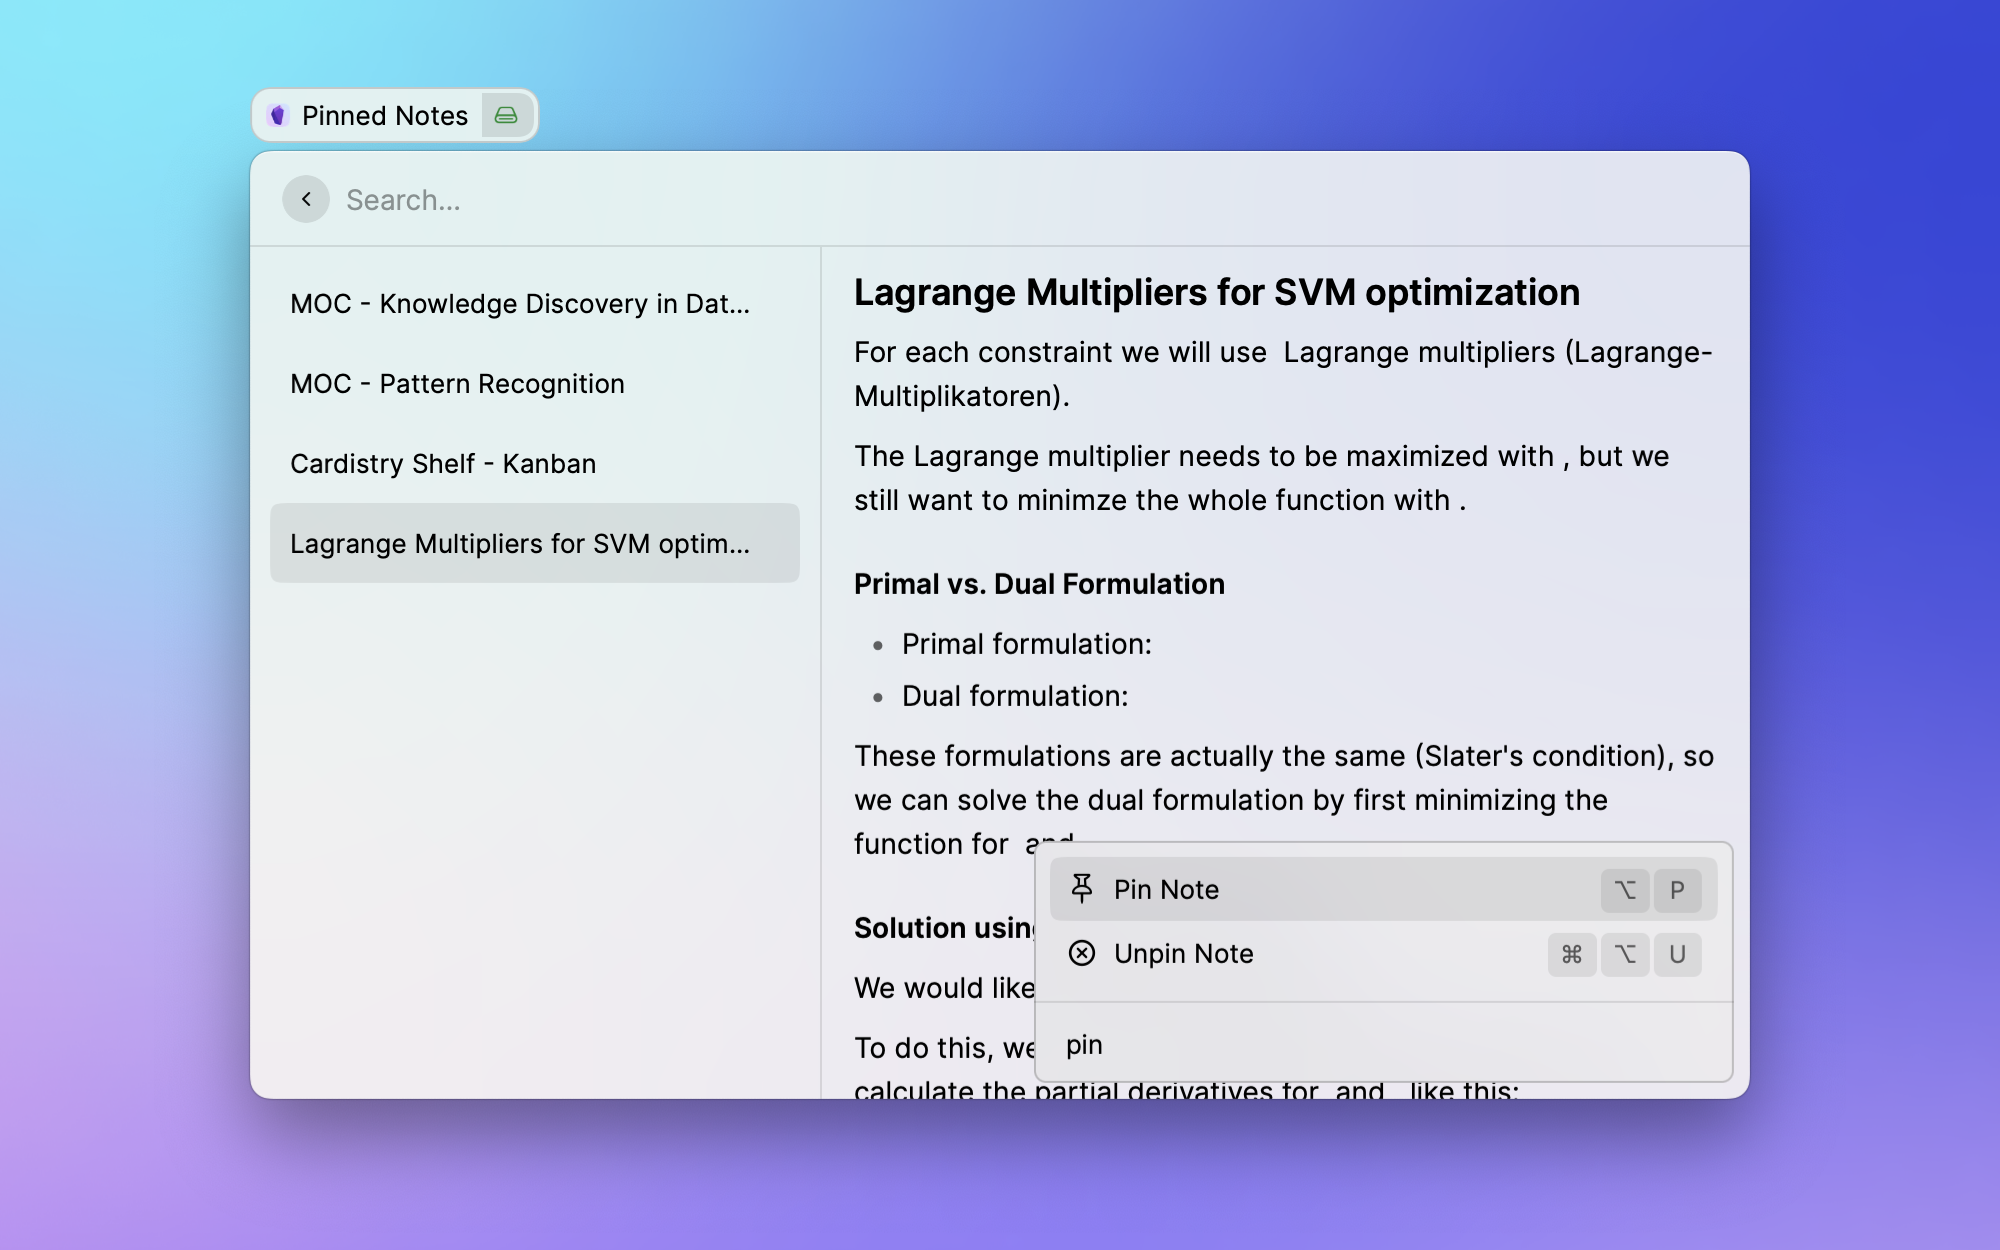 Pinned Notes
Search...
MOC - Knowledge Discovery in Dat...
MOC - Pattern Recognition
Cardistry Shelf - Kanban
Lagrange Multipliers for SVM optim...
Lagrange Multipliers for SVM optimization
For each constraint we will use Lagrange multipliers (Lagrange-
Multiplikatoren).
The Lagrange multiplier needs to be maximized with , but we
still want to minimze the whole function with .
Primal vs. Dual Formulation
• Primal formulation:
• Dual formulation:
These formulations are actually the same (Slater's condition), so
we can solve the dual formulation by first minimizing the
function for and
Solution using
We would like
To do this, we
calculate the partial derivatives for and like this:
Pin Note ⌥ P
Unpin Note ⌘ ⌥ U
pin